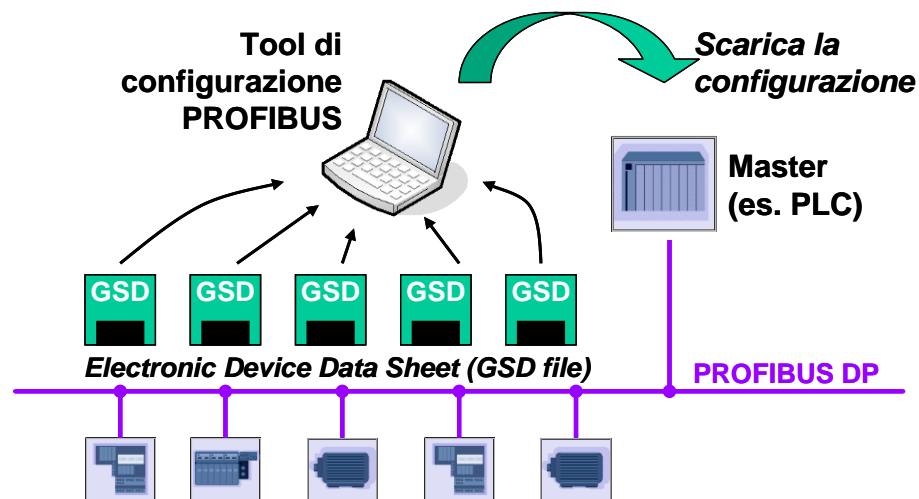 Tool di
configurazione
PROFIBUS
Scarica la
configurazione
Master
(es. PLC)
GSD GSD GSD GSD GSD
Electronic Device Data Sheet (GSD file)
PROFIBUS DP